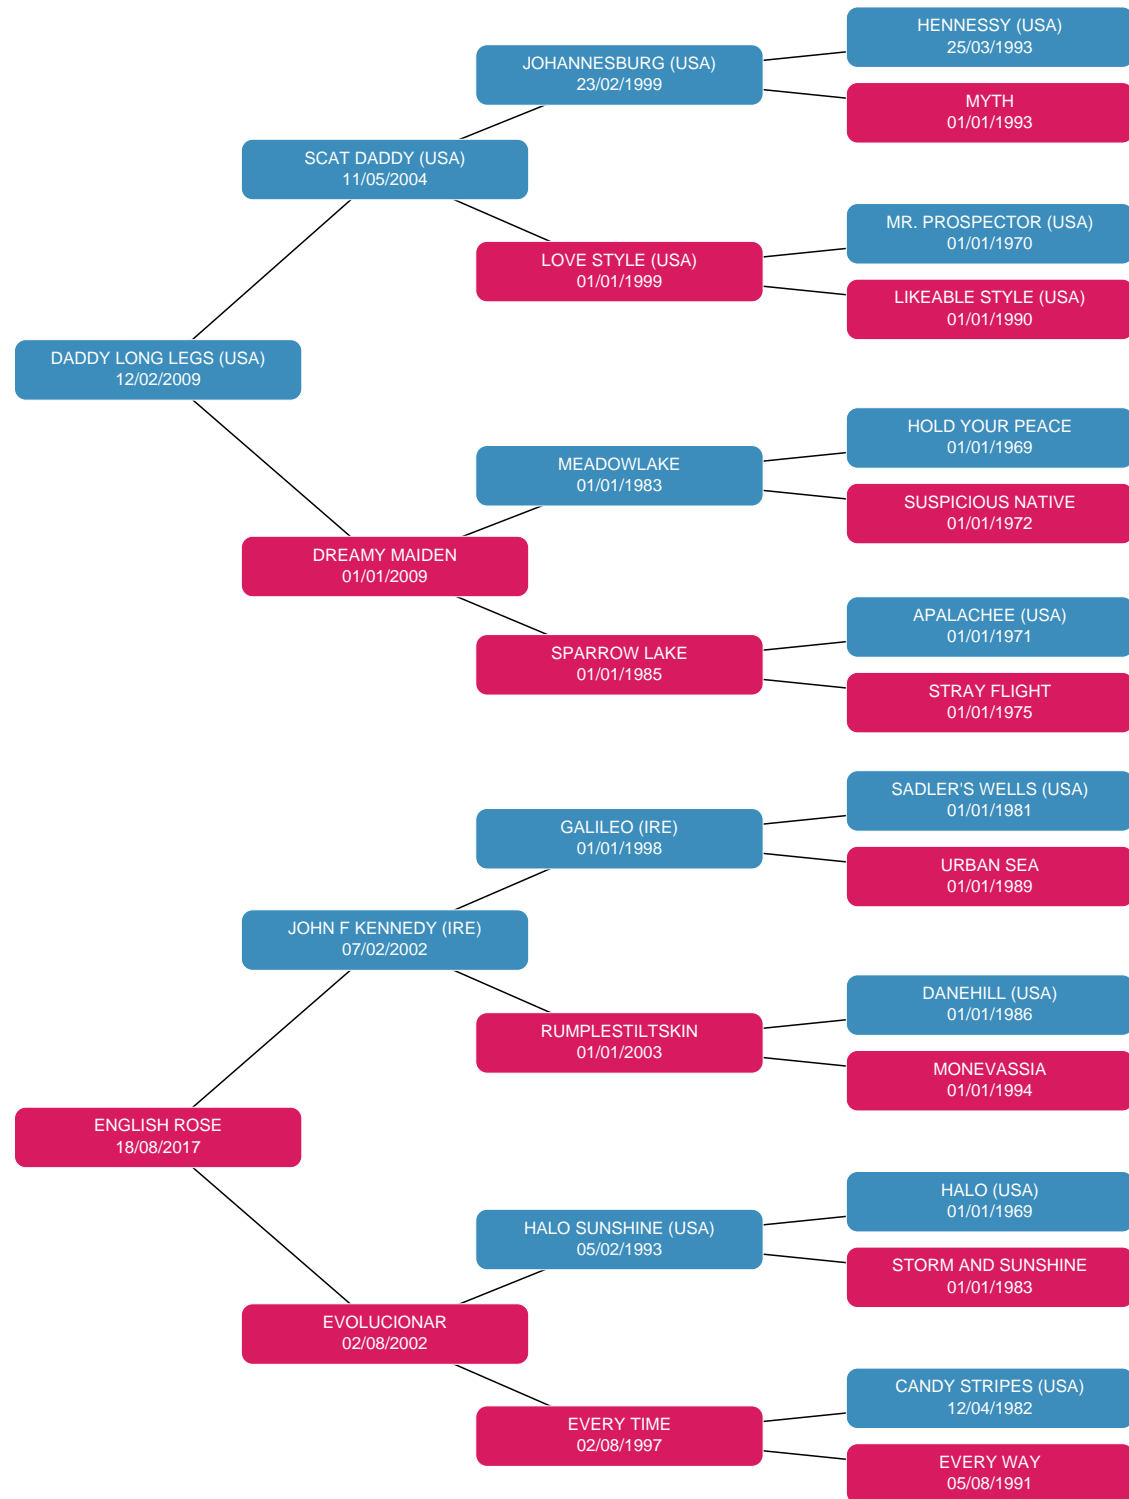 HENNESSY (USA)
25/03/1993
JOHANNESBURG (USA)
23/02/1999
MYTH
01/01/1993
SCAT DADDY (USA)
11/05/2004
MR. PROSPECTOR (USA)
01/01/1970
LOVE STYLE (USA)
01/01/1999
LIKEABLE STYLE (USA)
01/01/1990
DADDY LONG LEGS (USA)
12/02/2009
HOLD YOUR PEACE
01/01/1969
MEADOWLAKE
01/01/1983
SUSPICIOUS NATIVE
01/01/1972
DREAMY MAIDEN
01/01/2009
APALACHEE (USA)
01/01/1971
SPARROW LAKE
01/01/1985
STRAY FLIGHT
01/01/1975
SADLER'S WELLS (USA)
01/01/1981
GALILEO (IRE)
01/01/1998
URBAN SEA
01/01/1989
JOHN F KENNEDY (IRE)
07/02/2002
DANEHILL (USA)
01/01/1986
RUMPLESTILTSKIN
01/01/2003
MONEVASSIA
01/01/1994
ENGLISH ROSE
18/08/2017
HALO (USA)
01/01/1969
HALO SUNSHINE (USA)
05/02/1993
STORM AND SUNSHINE
01/01/1983
EVOLUCIONAR
02/08/2002
CANDY STRIPES (USA)
12/04/1982
EVERY TIME
02/08/1997
EVERY WAY
05/08/1991